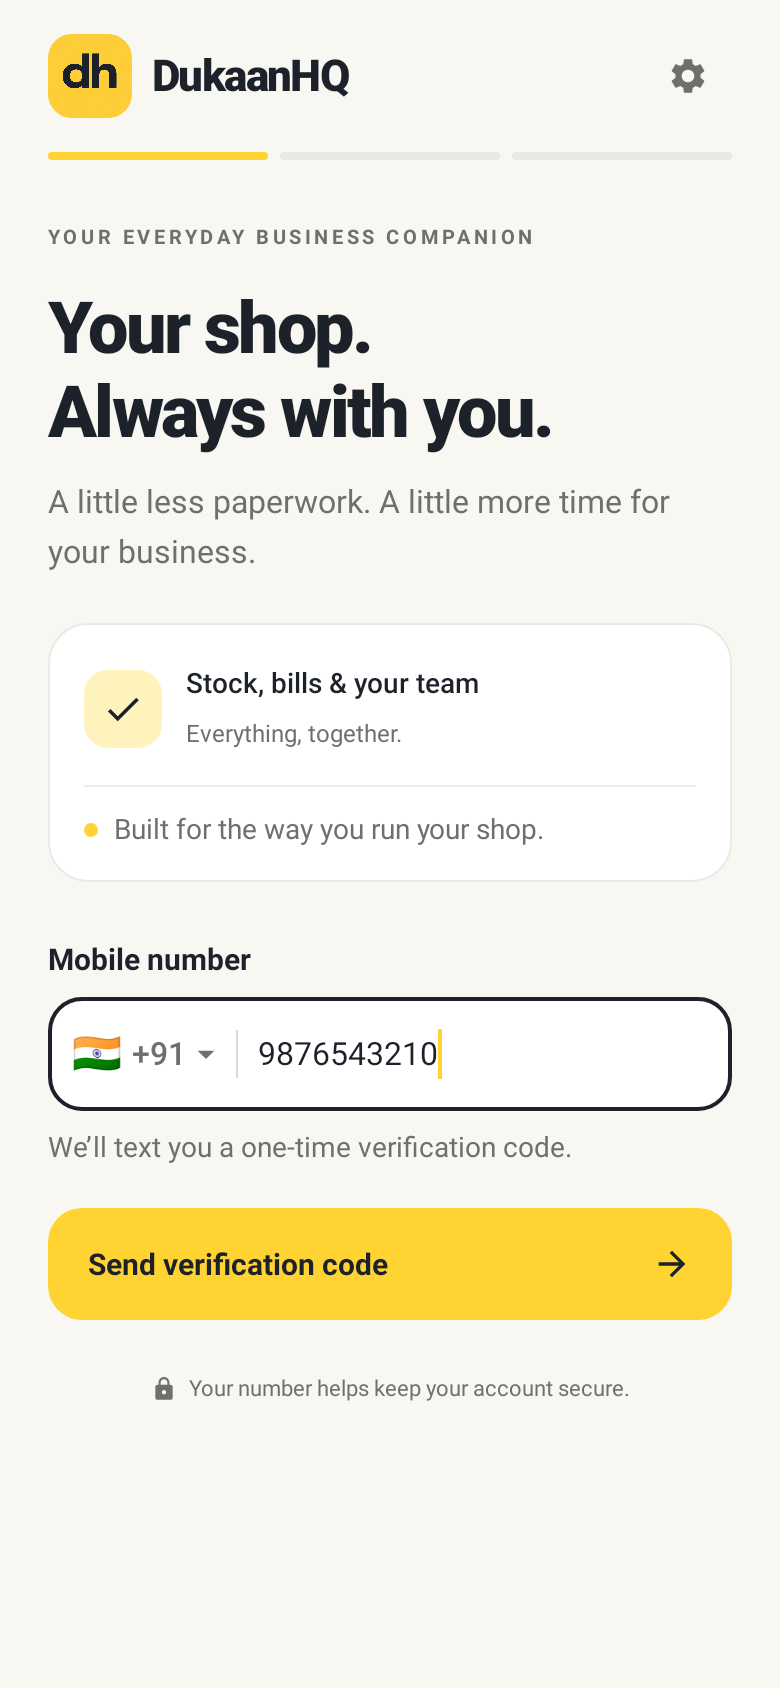 dh DukaanHQ
YOUR EVERYDAY BUSINESS COMPANION
Your shop.
Always with you.
A little less paperwork. A little more time for
your business.
Stock, bills & your team
Everything, together.
Built for the way you run your shop.
Mobile number
+91 9876543210
We’ll text you a one-time verification code.
Send verification code
Your number helps keep your account secure.